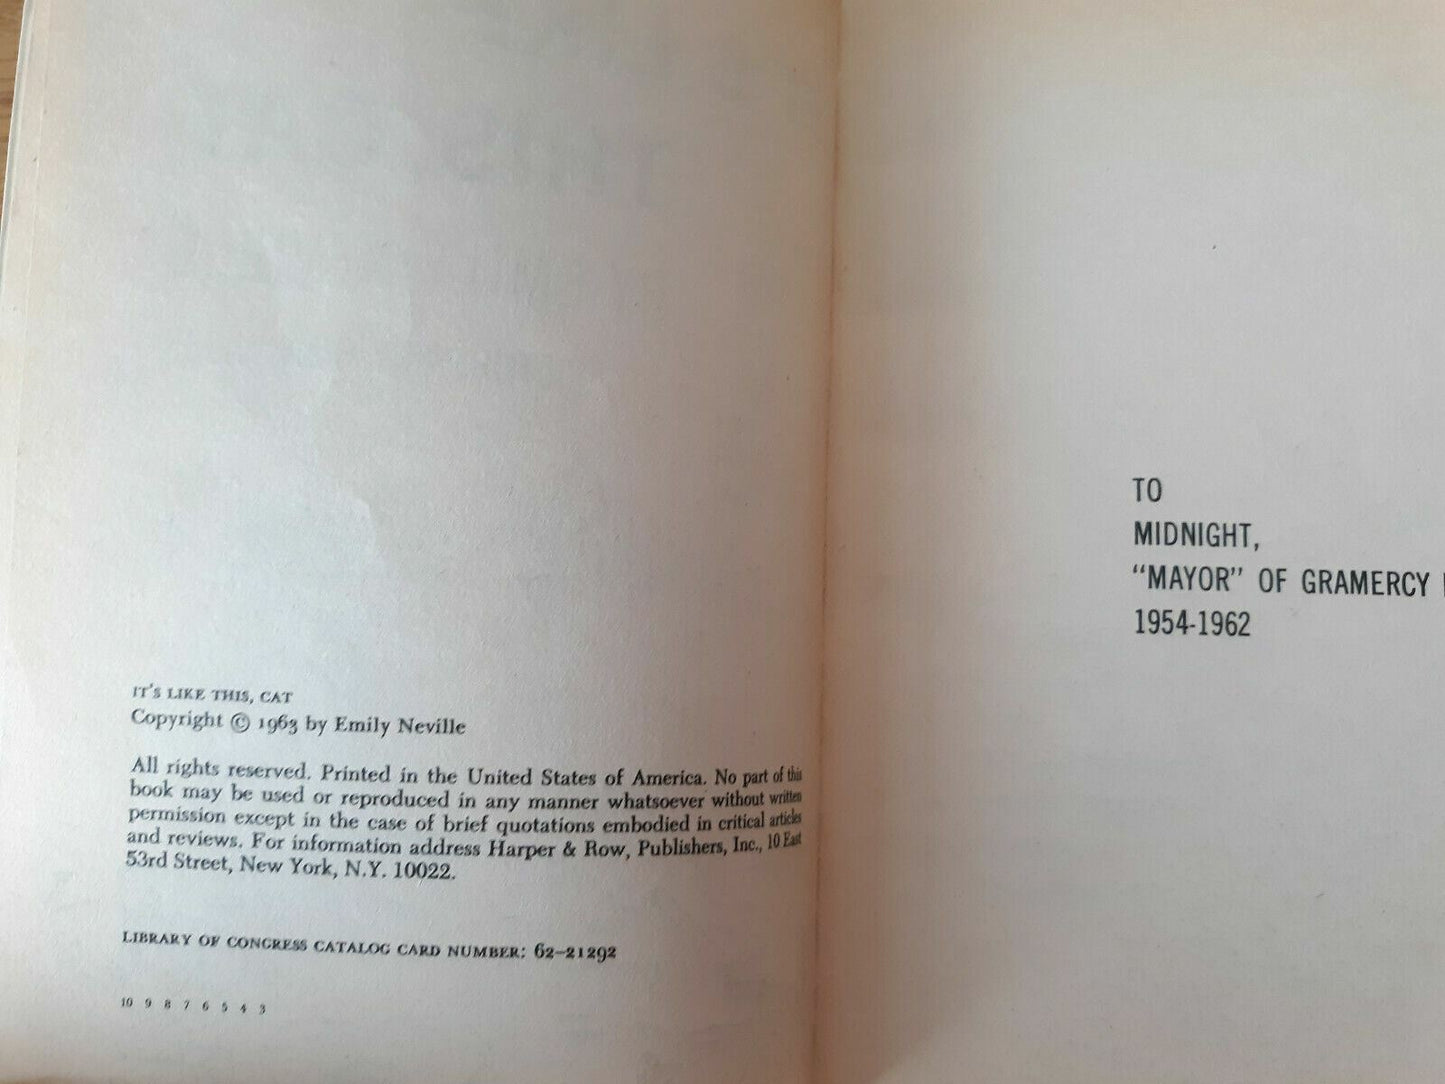 IT'S LIKE THIS, CAT
Copyright © 1963 by Emily Neville
All rights reserved. Printed in the United States of America. No part of this
book may be used or reproduced in any manner whatsoever without written
permission except in the case of brief quotations embodied in critical articles
and reviews. For information address Harper & Row, Publishers, Inc., 10 East
53rd Street, New York, N.Y. 10022.
LIBRARY OF CONGRESS CATALOG CARD NUMBER: 62-21292
10 9 8 7 6 5 4 3
TO
MIDNIGHT,
"MAYOR" OF GRAMERCY
1954-1962